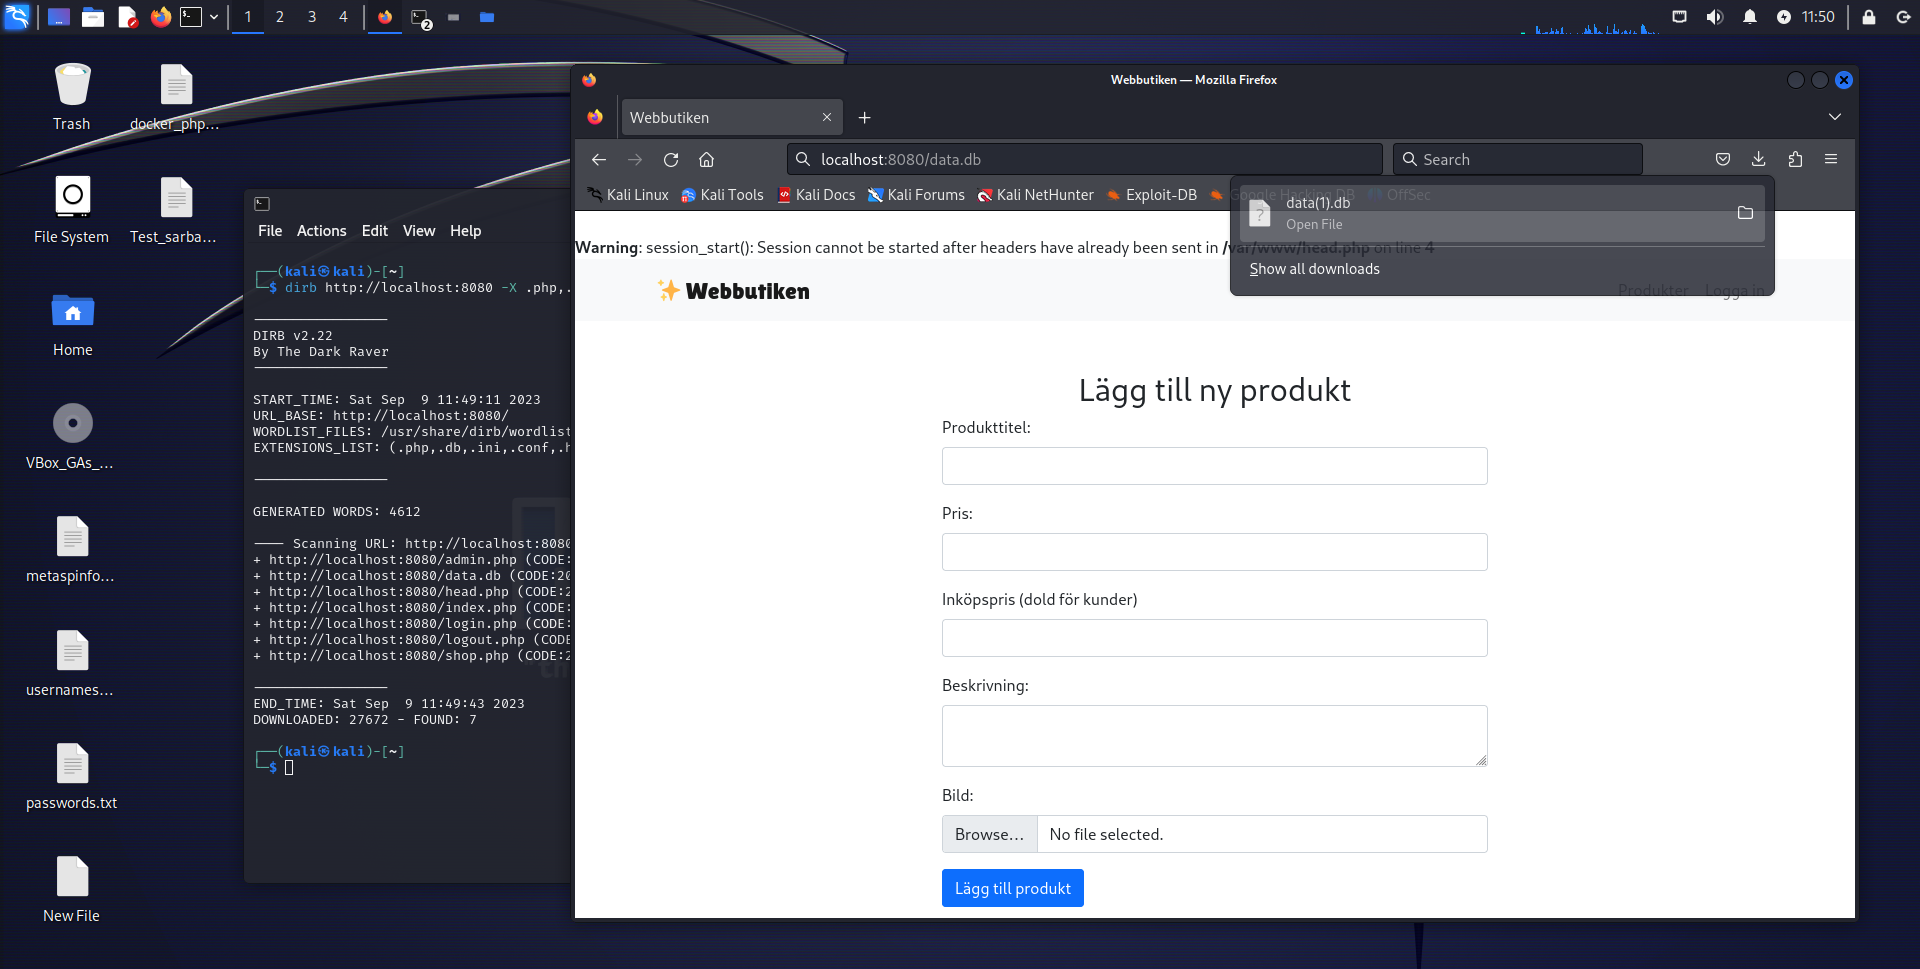 1 2 3 4
2
11:50
Trash
docker_php...
File System
Test_sarba...
Home
VBox_GAs_...
metaspinfo...
usernames...
passwords.txt
New File
File Actions Edit View Help
(kali㉿kali)-[~]
$ dirb http://localhost:8080 -X .php,.
DIRB v2.22
By The Dark Raver
START_TIME: Sat Sep  9 11:49:11 2023
URL_BASE: http://localhost:8080/
WORDLIST_FILES: /usr/share/dirb/wordlist
EXTENSIONS_LIST: (.php,.db,.ini,.conf,.h
GENERATED WORDS: 4612
---- Scanning URL: http://localhost:8080
+ http://localhost:8080/admin.php (CODE:
+ http://localhost:8080/data.db (CODE:20
+ http://localhost:8080/head.php (CODE:2
+ http://localhost:8080/index.php (CODE:
+ http://localhost:8080/login.php (CODE:
+ http://localhost:8080/logout.php (CODE
+ http://localhost:8080/shop.php (CODE:2
END_TIME: Sat Sep  9 11:49:43 2023
DOWNLOADED: 27672 - FOUND: 7
(kali㉿kali)-[~]
$
Webbutiken — Mozilla Firefox
Webbutiken
localhost:8080/data.db
Search
Kali Linux Kali Tools Kali Docs Kali Forums Kali NetHunter Exploit-DB Google Hacking DB OffSec
data(1).db
Open File
Show all downloads
Warning: session_start(): Session cannot be started after headers have already been sent in /var/www/head.php on line 4
✨ Webbutiken
Produkter Logga in
Lägg till ny produkt
Produkttitel:
Pris:
Inköpspris (dold för kunder)
Beskrivning:
Bild:
Browse... No file selected.
Lägg till produkt